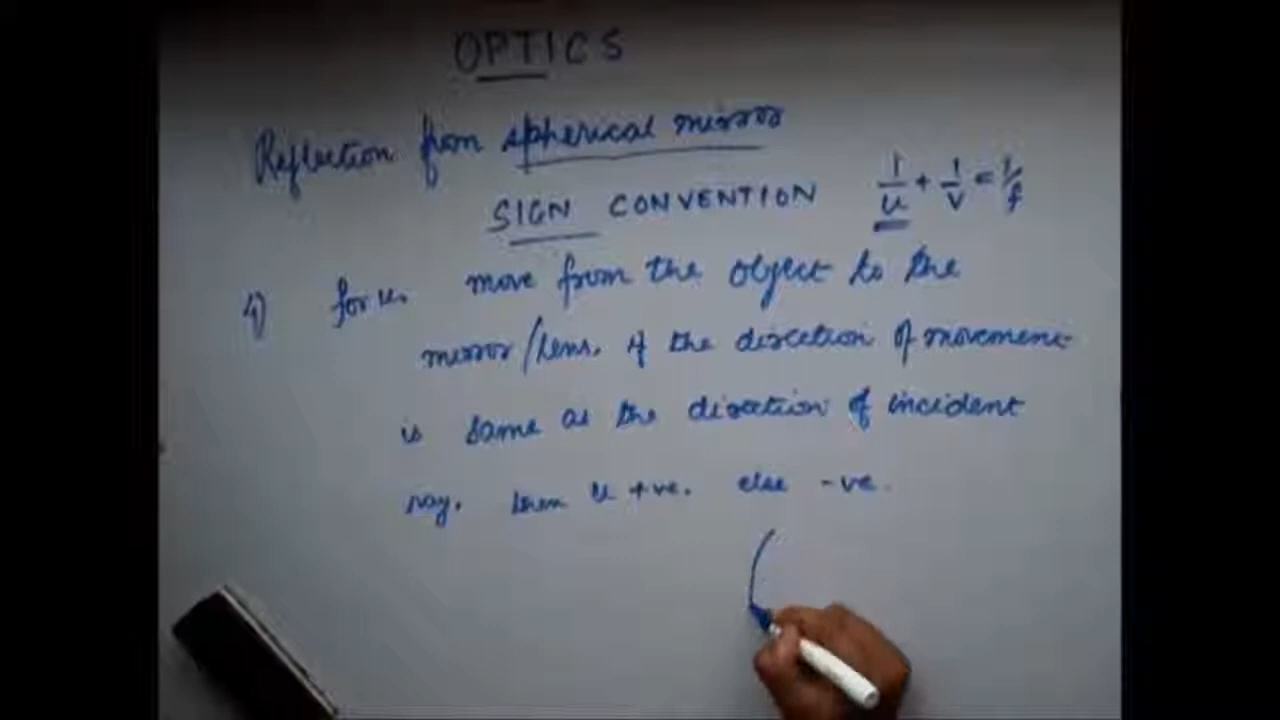 OPTICS
Reflection from spherical mirror
SIGN CONVENTION 1/u + 1/v = 1/f
1) for u. move from the object to the
mirror/lens. if the direction of movement
is same as the direction of incident
ray. then u +ve. else -ve.